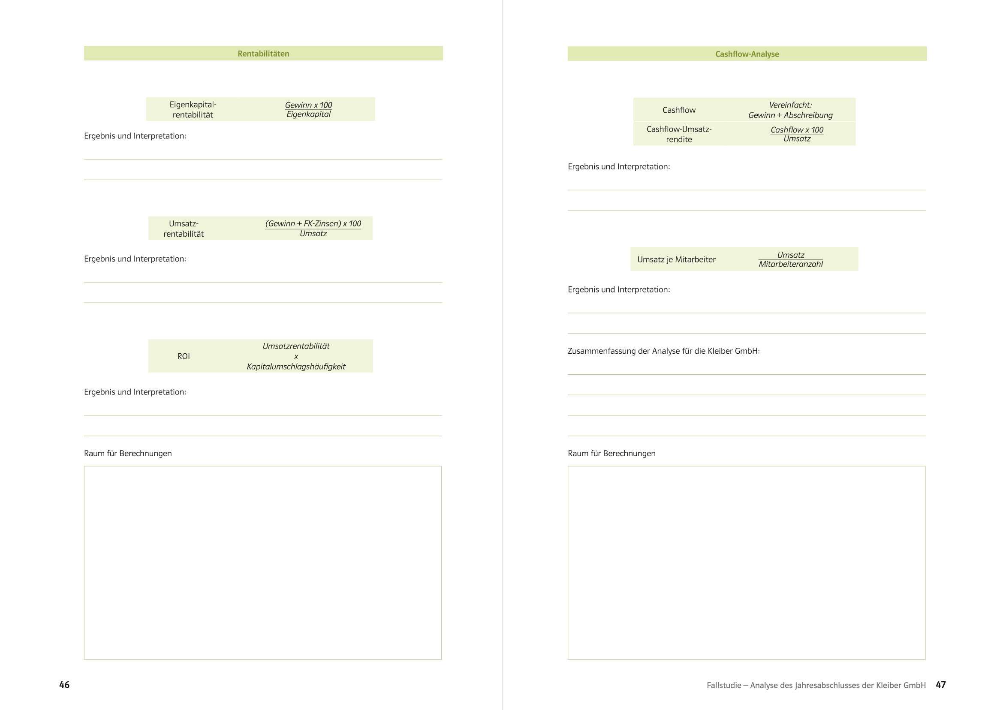 Rentabilitäten
Eigenkapital-
rentabilität
Gewinn x 100
Eigenkapital
Ergebnis und Interpretation:
Umsatz-
rentabilität
(Gewinn + FK-Zinsen) x 100
Umsatz
Ergebnis und Interpretation:
ROI
Umsatzrentabilität
x
Kapitalumschlagshäufigkeit
Ergebnis und Interpretation:
Raum für Berechnungen
46
Cashflow-Analyse
Cashflow
Vereinfacht:
Gewinn + Abschreibung
Cashflow-Umsatz-
rendite
Cashflow x 100
Umsatz
Ergebnis und Interpretation:
Umsatz je Mitarbeiter
Umsatz
Mitarbeiteranzahl
Ergebnis und Interpretation:
Zusammenfassung der Analyse für die Kleiber GmbH:
Raum für Berechnungen
Fallstudie – Analyse des Jahresabschlusses der Kleiber GmbH 47